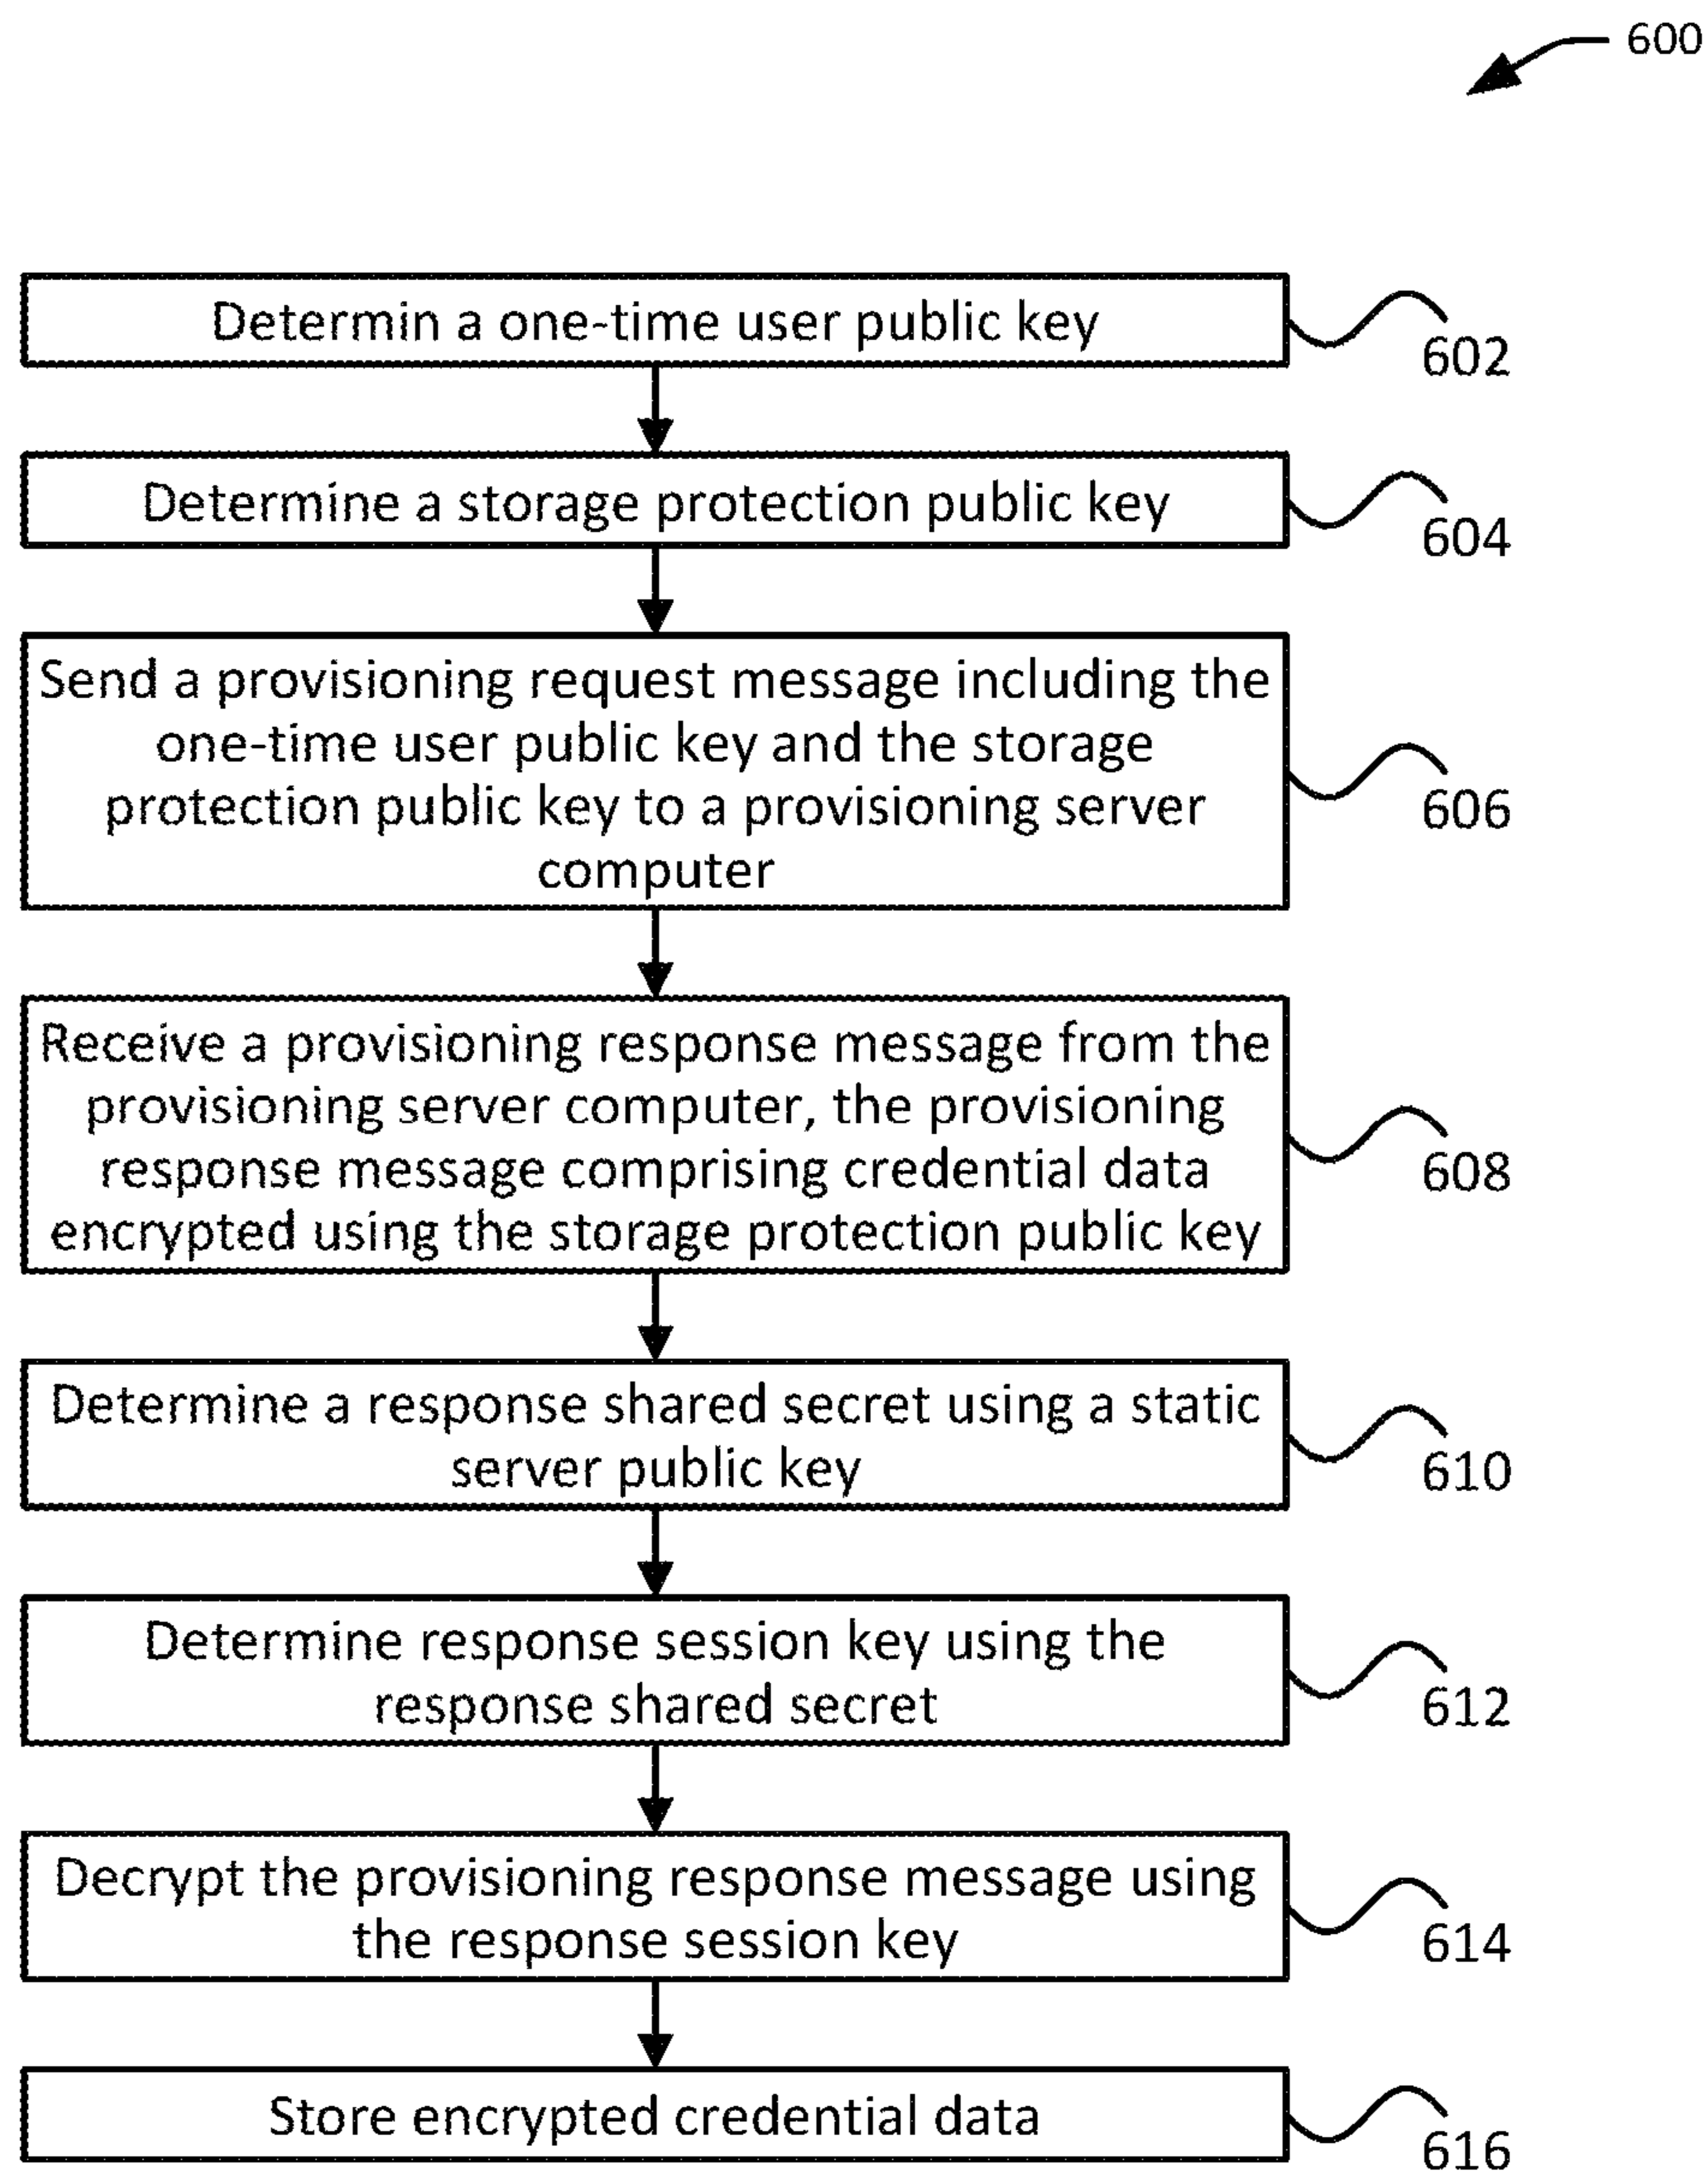 600
Determin a one-time user public key
602
Determine a storage protection public key
604
Send a provisioning request message including the
one-time user public key and the storage
protection public key to a provisioning server
computer
606
Receive a provisioning response message from the
provisioning server computer, the provisioning
response message comprising credential data
encrypted using the storage protection public key
608
Determine a response shared secret using a static
server public key
610
Determine response session key using the
response shared secret
612
Decrypt the provisioning response message using
the response session key
614
Store encrypted credential data
616